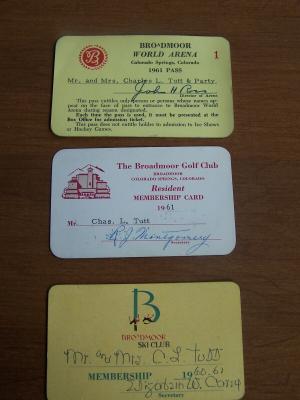 BROADMOOR
WORLD ARENA
Colorado Springs, Colorado
1961 PASS
1
Mr. and Mrs. Charles L. Tutt & Party
John H Ross
Director of Arena
This pass entitles only person or persons whose names appear on the face of pass to entrance to Broadmoor World
Arena during season designated.
Each time the pass is used, it must be presented at the
Box Office for admission ticket.
This pass does not entitle holders to admission to Ice Shows
or Hockey Games.
The Broadmoor Golf Club
BROADMOOR
COLORADO SPRINGS, COLORADO
Resident
MEMBERSHIP CARD
1961
Mr. Chas. L. Tutt
R. J. Montgomery
Secretary
B
BROADMOOR
SKI CLUB
Mr. and Mrs. C. L. Tutt
MEMBERSHIP 1960-61
Secretary